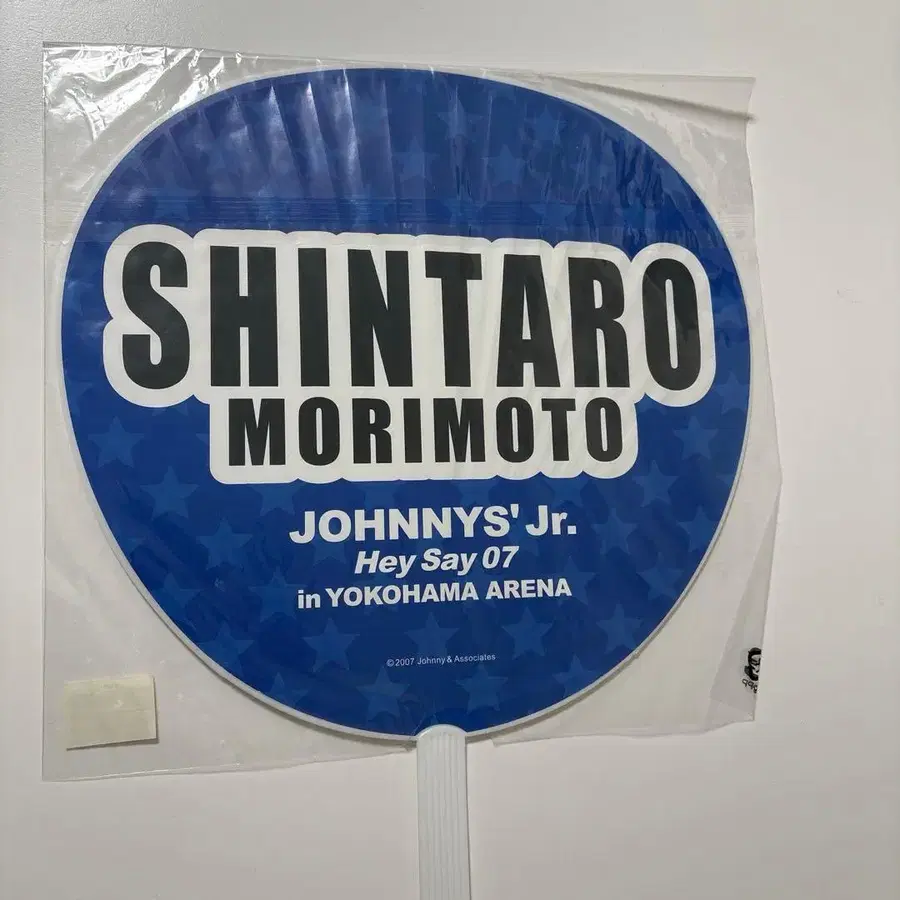 SHINTARO
MORIMOTO
JOHNNYS' Jr.
Hey Say 07
in YOKOHAMA ARENA
©2007 Johnny & Associates